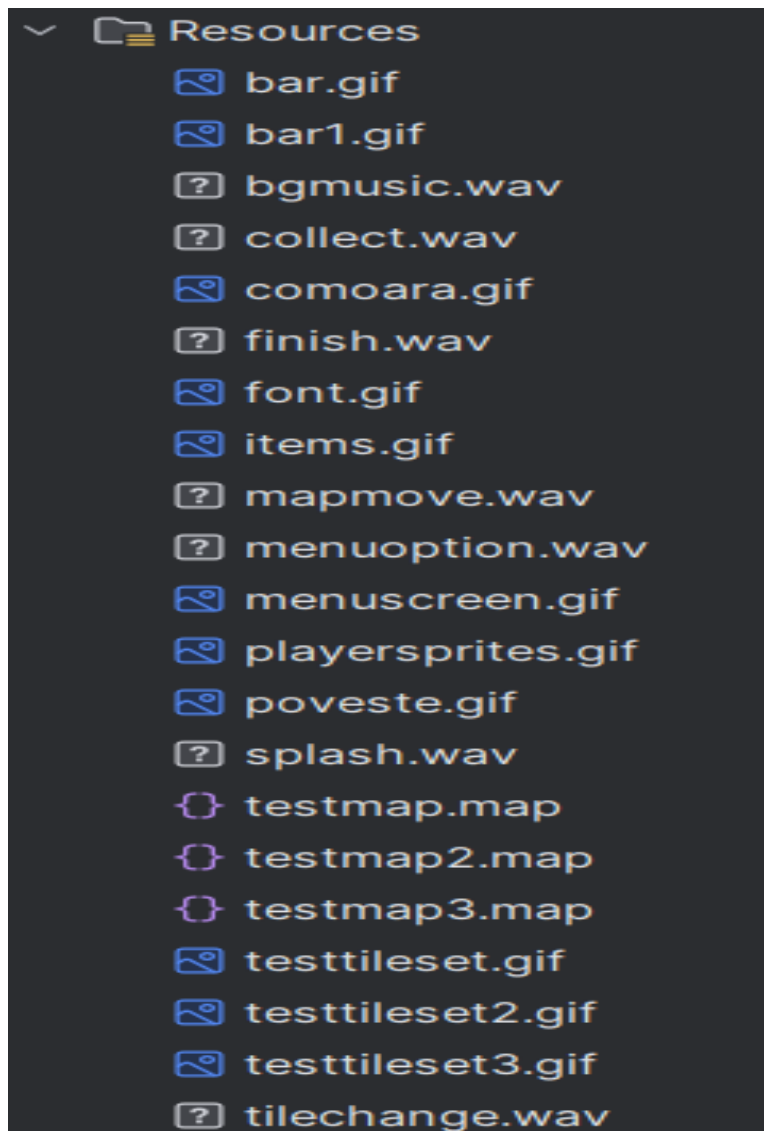 Resources
bar.gif
bar1.gif
bgmusic.wav
collect.wav
comoara.gif
finish.wav
font.gif
items.gif
mapmove.wav
menuoption.wav
menuscreen.gif
playersprites.gif
poveste.gif
splash.wav
testmap.map
testmap2.map
testmap3.map
testtileset.gif
testtileset2.gif
testtileset3.gif
tilechange.wav